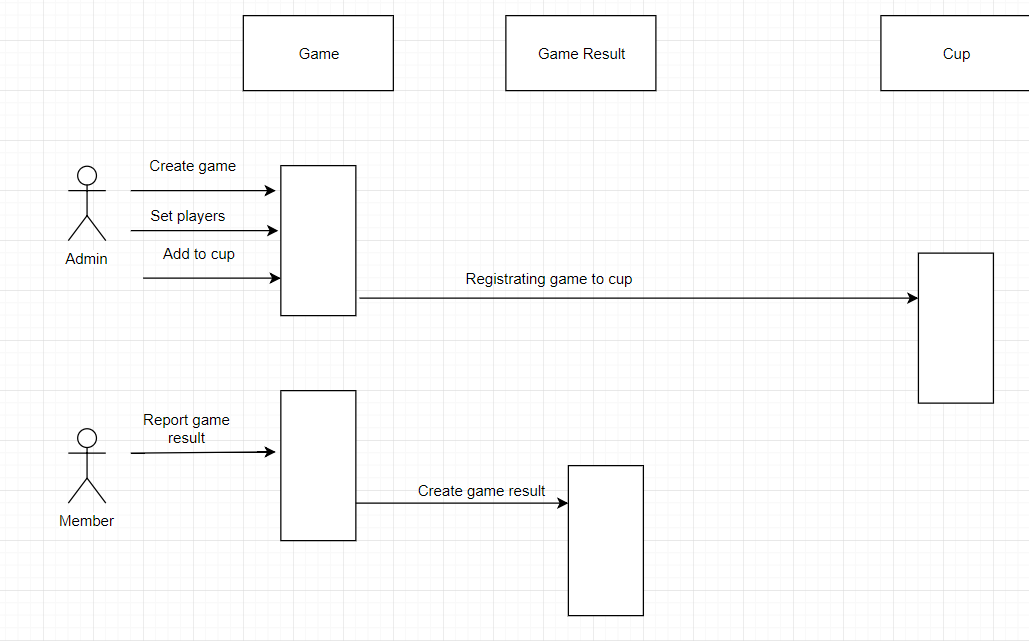 Game
Game Result
Cup
Create game
Set players
Add to cup
Admin
Registrating game to cup
Report game
result
Create game result
Member